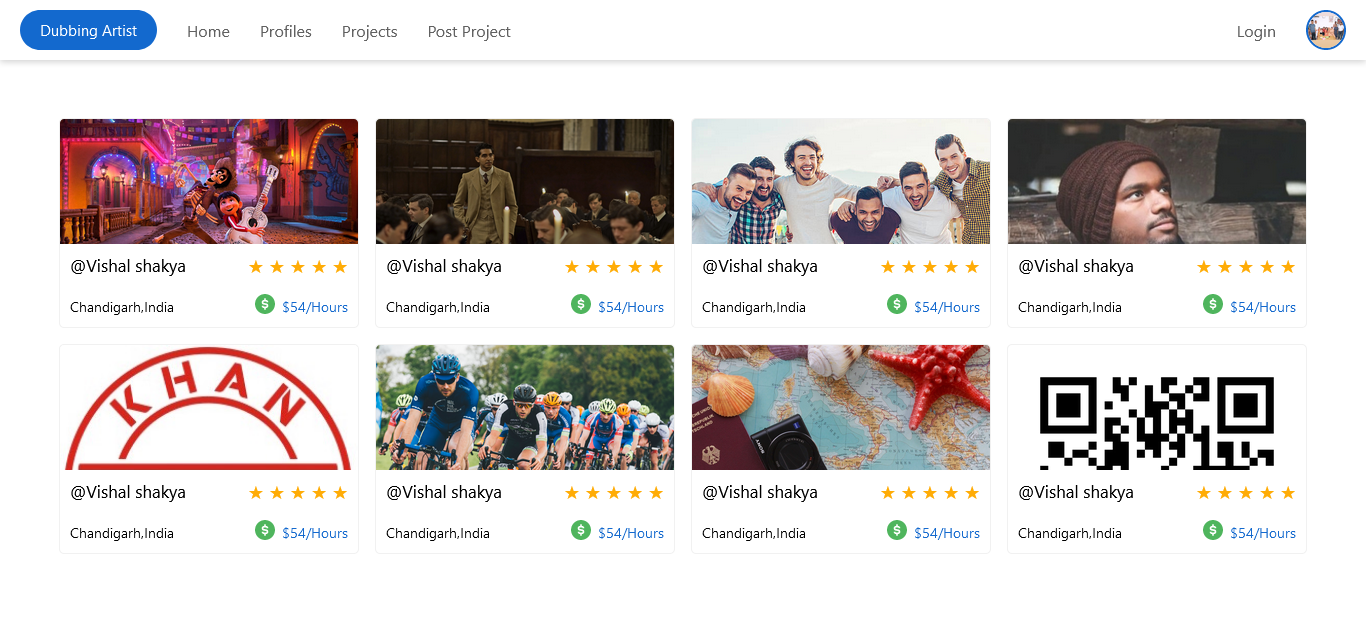 Dubbing Artist Home Profiles Projects Post Project Login
@Vishal shakya ★ ★ ★ ★ ★ @Vishal shakya ★ ★ ★ ★ ★ @Vishal shakya ★ ★ ★ ★ ★ @Vishal shakya ★ ★ ★ ★ ★
Chandigarh,India $ $54/Hours Chandigarh,India $ $54/Hours Chandigarh,India $ $54/Hours Chandigarh,India $ $54/Hours
KHAN
SONY
@Vishal shakya ★ ★ ★ ★ ★ @Vishal shakya ★ ★ ★ ★ ★ @Vishal shakya ★ ★ ★ ★ ★ @Vishal shakya ★ ★ ★ ★ ★
Chandigarh,India $ $54/Hours Chandigarh,India $ $54/Hours Chandigarh,India $ $54/Hours Chandigarh,India $ $54/Hours